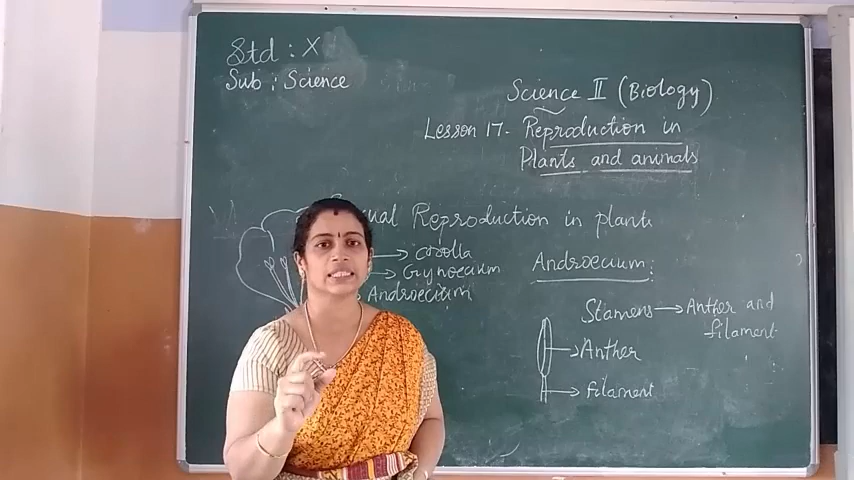 Std : X
Sub : Science
Science II (Biology)
Lesson 17. Reproduction in
Plants and animals
Reproduction in plants
Corolla
Gynoecium
Androecium
Androecium:
Stamens → Anther and
filament
Anther
filament